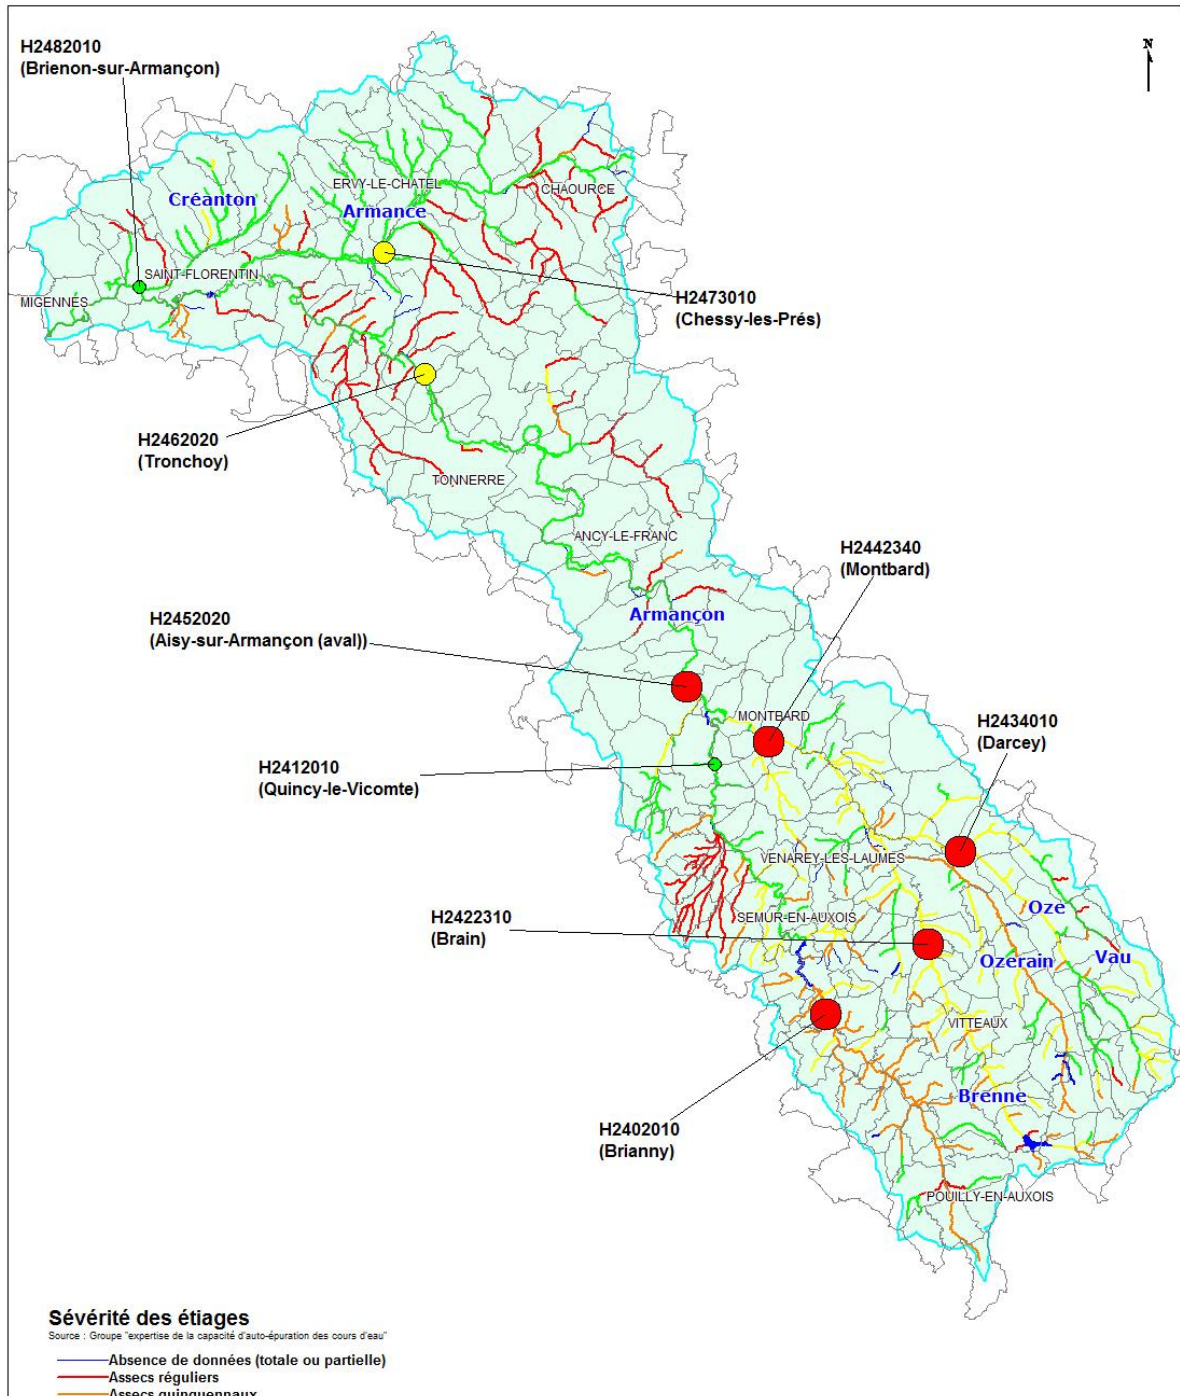 H2482010
(Brienon-sur-Armançon)
N
ERVY-LE-CHATEL
CHAOURCE
Créanton
Armance
SAINT-FLORENTIN
MIGENNES
H2473010
(Chessy-les-Prés)
H2462020
(Tronchoy)
TONNERRE
ANCY-LE-FRANC
H2442340
(Montbard)
H2452020
(Aisy-sur-Armançon (aval))
Armançon
MONTBARD
H2434010
(Darcey)
H2412010
(Quincy-le-Vicomte)
VENAREY-LES-LAUMES
SEMUR-EN-AUXOIS
H2422310
(Brain)
Oze
Ozerain
Vau
VITTEAUX
Brenne
H2402010
(Brianny)
POUILLY-EN-AUXOIS
Sévérité des étiages
Source : Groupe "expertise de la capacité d'auto-épuration des cours d'eau"
Absence de données (totale ou partielle)
Assecs réguliers
Assecs quinquennaux